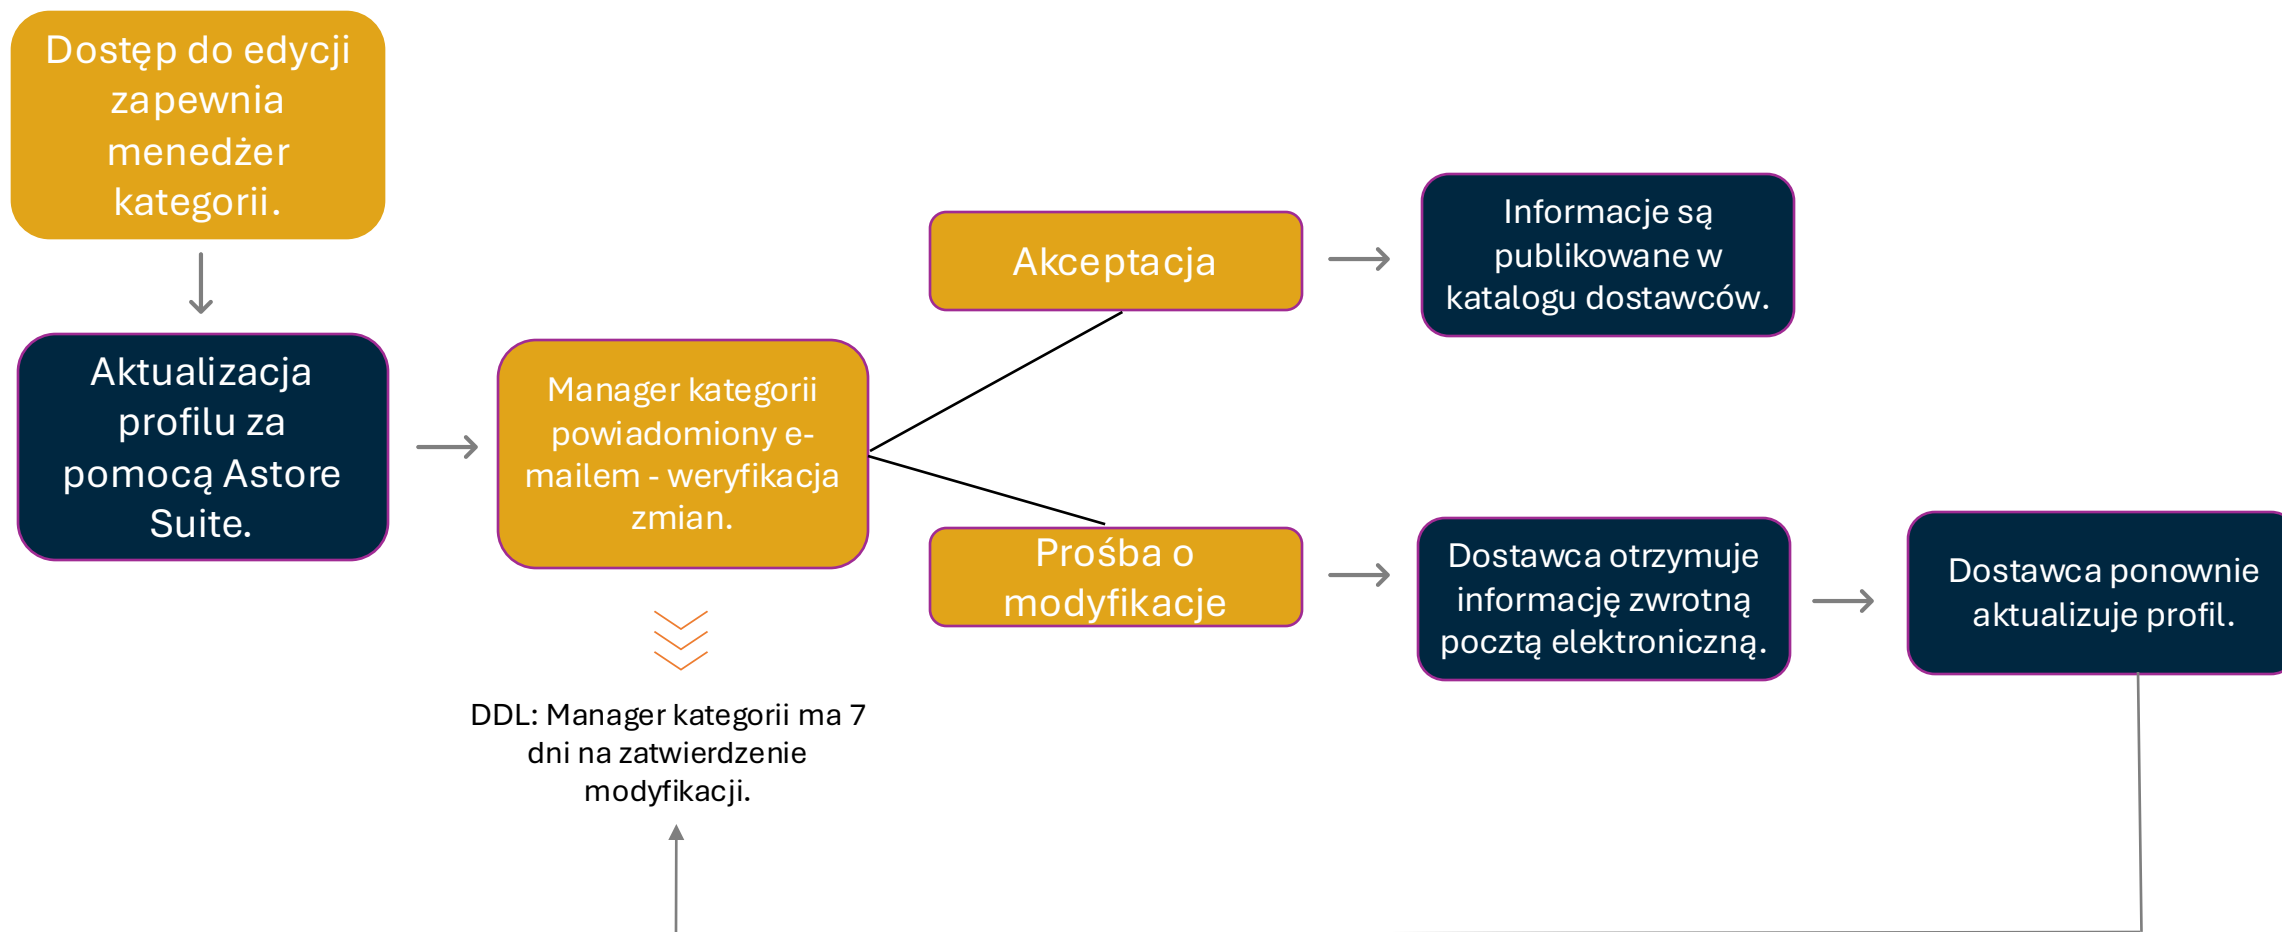 Dostęp do edycji
zapewnia
menedżer
kategorii.
Aktualizacja
profilu za
pomocą Astore
Suite.
Manager kategorii
powiadomiony e-
mailem - weryfikacja
zmian.
DDL: Manager kategorii ma 7
dni na zatwierdzenie
modyfikacji.
Akceptacja
Informacje są
publikowane w
katalogu dostawców.
Prośba o
modyfikacje
Dostawca otrzymuje
informację zwrotną
pocztą elektroniczną.
Dostawca ponownie
aktualizuje profil.